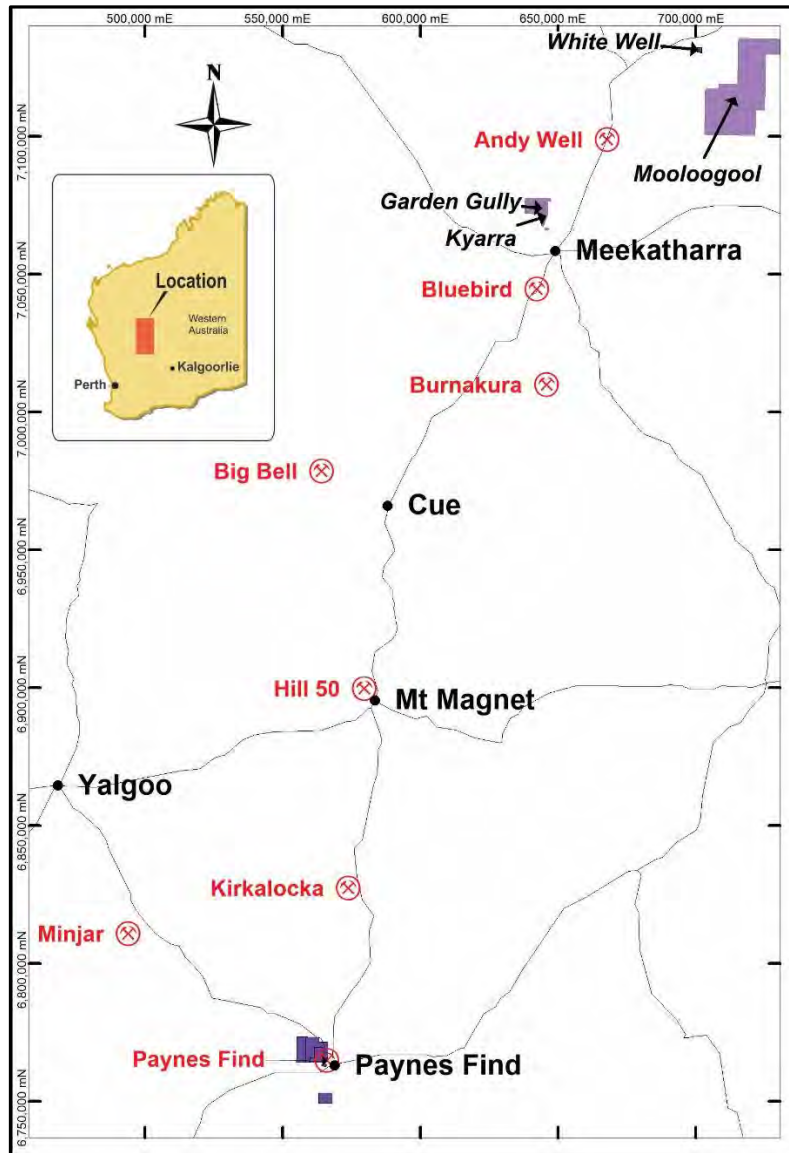 500,000 mE
550,000 mE
600,000 mE
650,000 mE
700,000 mE
White Well
N
7,100,000 mN
Andy Well
Mooloogool
Garden Gully
Kyarra
Meekatharra
Location
Western
Australia
Kalgoorlie
Perth
7,050,000 mN
Bluebird
Burnakura
7,000,000 mN
Big Bell
Cue
6,950,000 mN
Hill 50
Mt Magnet
6,900,000 mN
Yalgoo
6,850,000 mN
Kirkalocka
Minjar
6,800,000 mN
Paynes Find
Paynes Find
6,750,000 mN